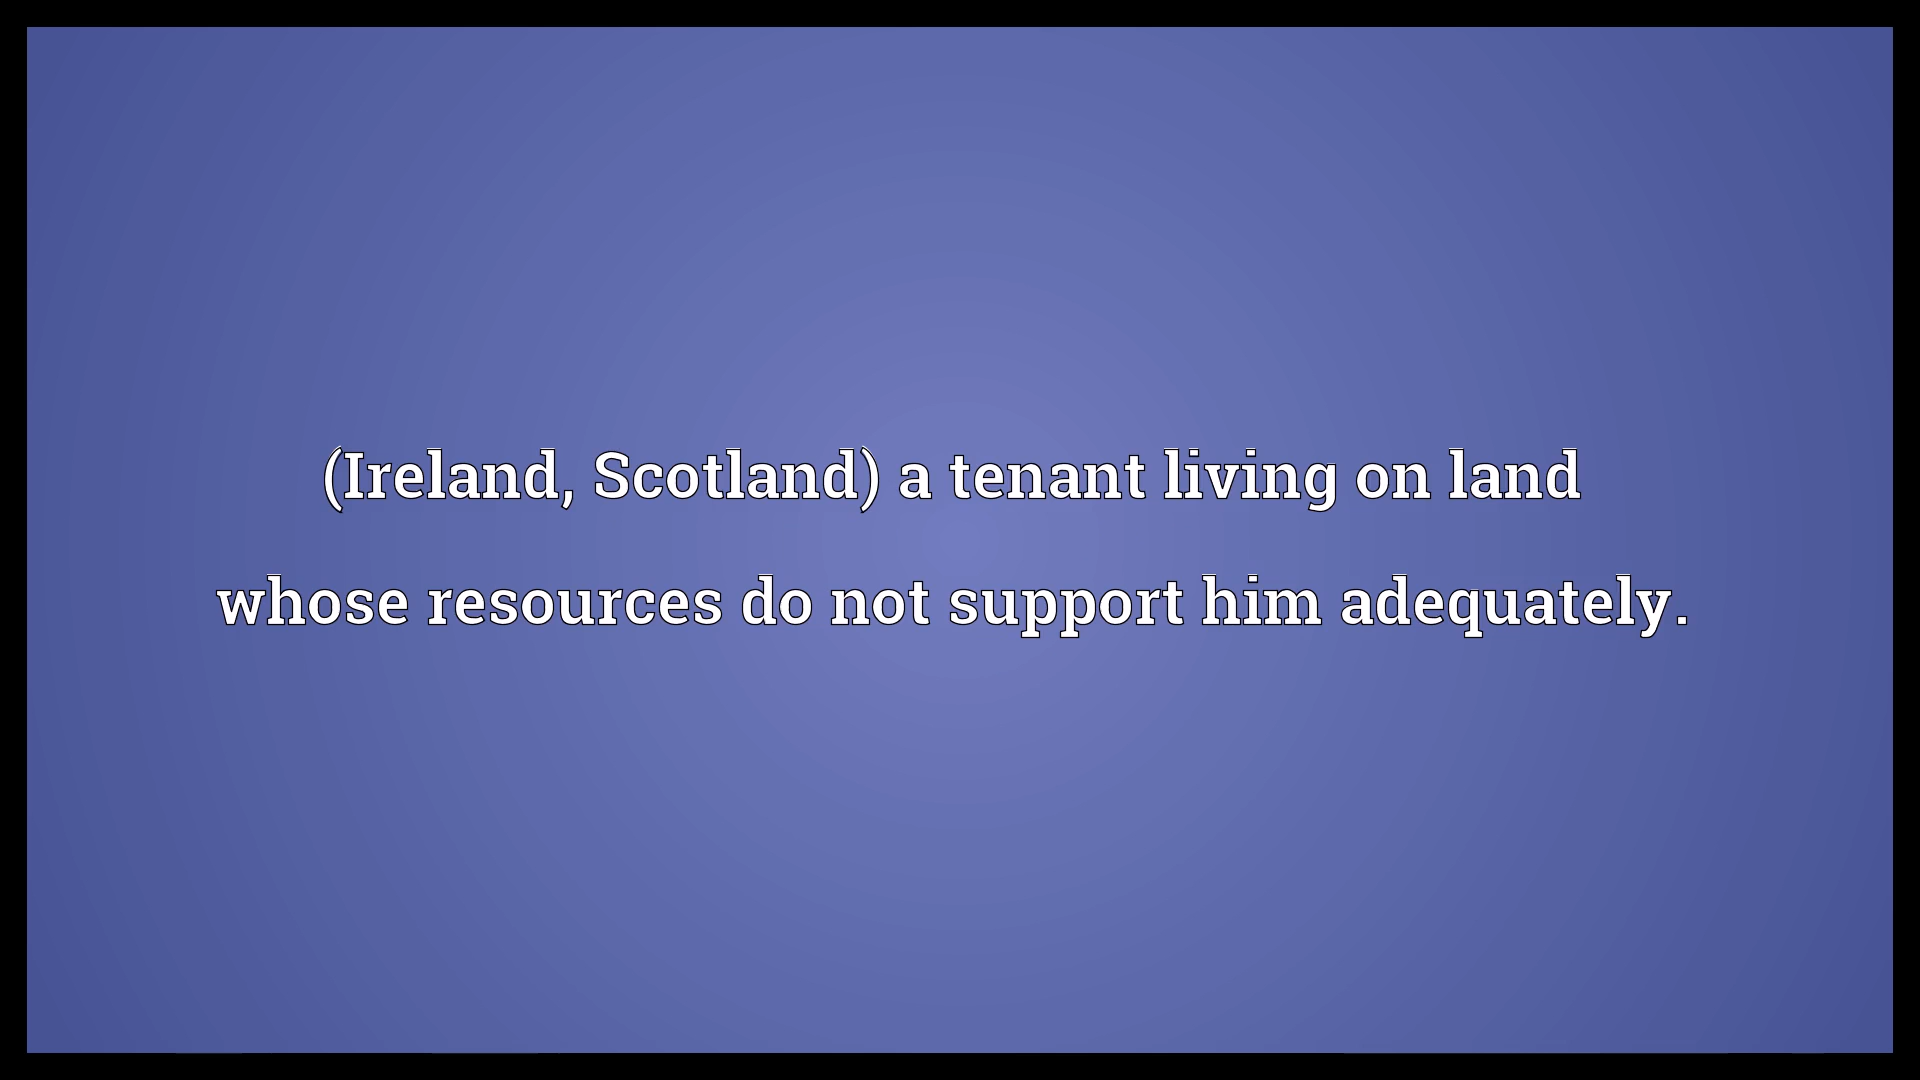 (Ireland, Scotland) a tenant living on land
whose resources do not support him adequately.